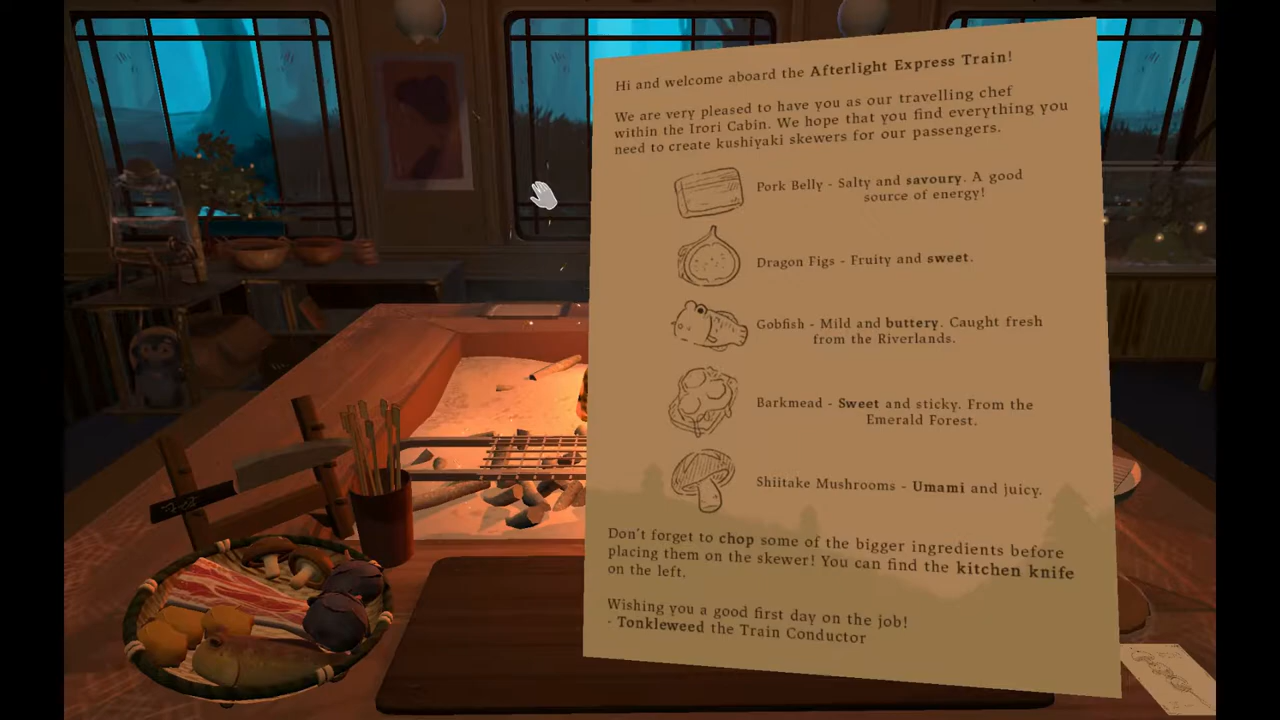 Hi and welcome aboard the Afterlight Express Train!
We are very pleased to have you as our travelling chef
within the Irori Cabin. We hope that you find everything you
need to create kushiyaki skewers for our passengers.
Pork Belly - Salty and savoury. A good
source of energy!
Dragon Figs - Fruity and sweet.
Gobfish - Mild and buttery. Caught fresh
from the Riverlands.
Barkmead - Sweet and sticky. From the
Emerald Forest.
Shiitake Mushrooms - Umami and juicy.
Don't forget to chop some of the bigger ingredients before
placing them on the skewer! You can find the kitchen knife
on the left.
Wishing you a good first day on the job!
- Tonkleweed the Train Conductor